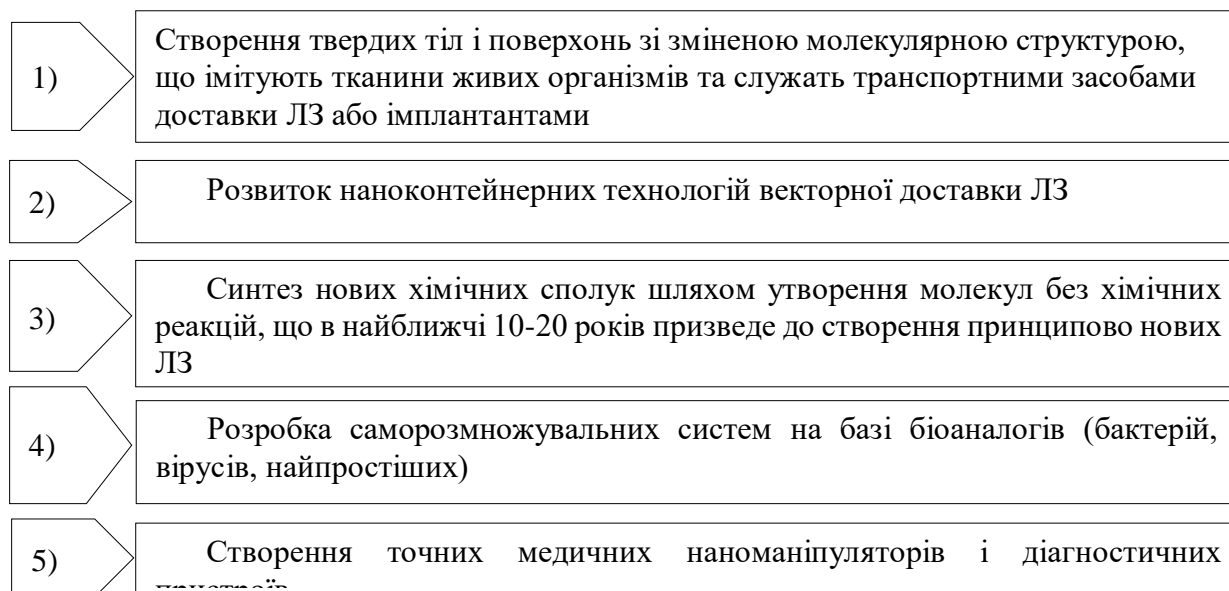 1)
Створення твердих тіл і поверхонь зі зміненою молекулярною структурою,
що імітують тканини живих організмів та служать транспортними засобами
доставки ЛЗ або імплантантами
2)
Розвиток наноконтейнерних технологій векторної доставки ЛЗ
3)
Синтез нових хімічних сполук шляхом утворення молекул без хімічних
реакцій, що в найближчі 10-20 років призведе до створення принципово нових
ЛЗ
4)
Розробка саморозмножувальних систем на базі біоаналогів (бактерій,
вірусів, найпростіших)
5)
Створення точних медичних наноманіпуляторів і діагностичних